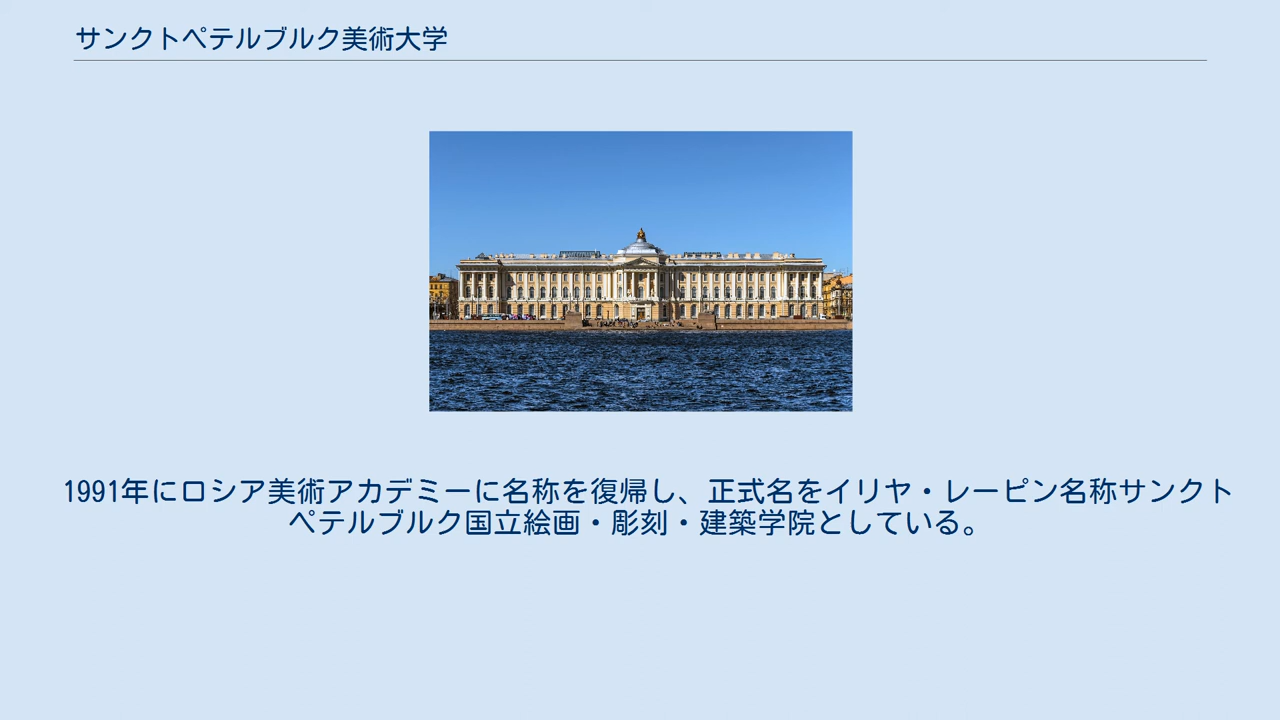 サンクトペテルブルク美術大学
1991年にロシア美術アカデミーに名称を復帰し、正式名をイリヤ・レーピン名称サンクト
ペテルブルク国立絵画・彫刻・建築学院としている。